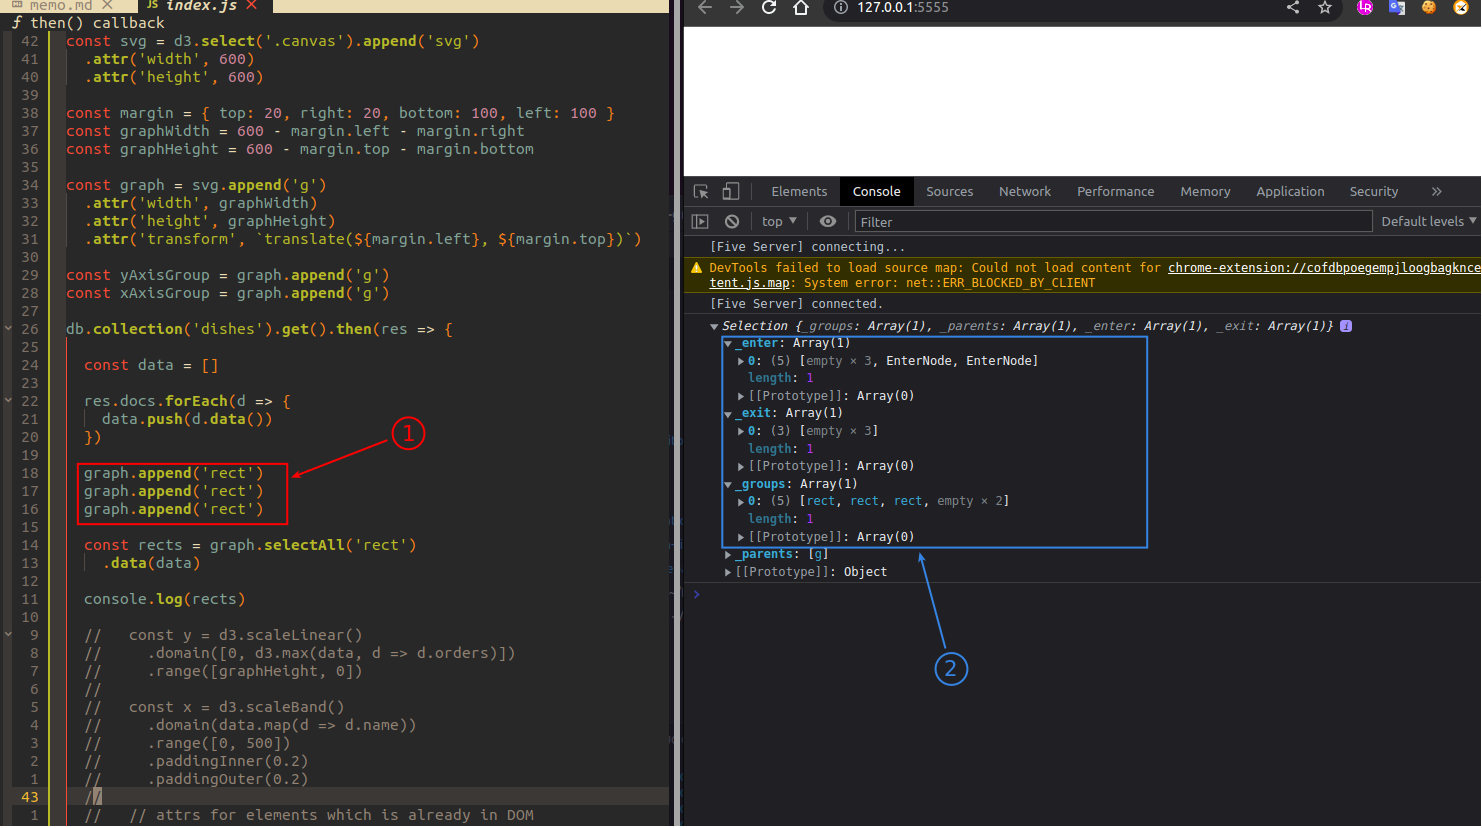 memo.md ✕ JS index.js ✕
ƒ then() callback
42 const svg = d3.select('.canvas').append('svg')
41 .attr('width', 600)
40 .attr('height', 600)
39
38 const margin = { top: 20, right: 20, bottom: 100, left: 100 }
37 const graphWidth = 600 - margin.left - margin.right
36 const graphHeight = 600 - margin.top - margin.bottom
35
34 const graph = svg.append('g')
33 .attr('width', graphWidth)
32 .attr('height', graphHeight)
31 .attr('transform', `translate(${margin.left}, ${margin.top})`)
30
29 const yAxisGroup = graph.append('g')
28 const xAxisGroup = graph.append('g')
27
26 db.collection('dishes').get().then(res => {
25
24 const data = []
23
22 res.docs.forEach(d => {
21 data.push(d.data())
20 })
19
18 graph.append('rect')
17 graph.append('rect')
16 graph.append('rect')
15
14 const rects = graph.selectAll('rect')
13 .data(data)
12
11 console.log(rects)
10
9 // const y = d3.scaleLinear()
8 // .domain([0, d3.max(data, d => d.orders)])
7 // .range([graphHeight, 0])
6 //
5 // const x = d3.scaleBand()
4 // .domain(data.map(d => d.name))
3 // .range([0, 500])
2 // .paddingInner(0.2)
1 // .paddingOuter(0.2)
43 //
1 // // attrs for elements which is already in DOM
1
127.0.0.1:5555
LR
Elements Console Sources Network Performance Memory Application Security »
top Filter Default levels
[Five Server] connecting...
DevTools failed to load source map: Could not load content for chrome-extension://cofdbpoegempjloogbagknce
tent.js.map: System error: net::ERR_BLOCKED_BY_CLIENT
[Five Server] connected.
Selection {_groups: Array(1), _parents: Array(1), _enter: Array(1), _exit: Array(1)} i
_enter: Array(1)
0: (5) [empty × 3, EnterNode, EnterNode]
length: 1
[[Prototype]]: Array(0)
_exit: Array(1)
0: (3) [empty × 3]
length: 1
[[Prototype]]: Array(0)
_groups: Array(1)
0: (5) [rect, rect, rect, empty × 2]
length: 1
[[Prototype]]: Array(0)
_parents: [g]
[[Prototype]]: Object
2